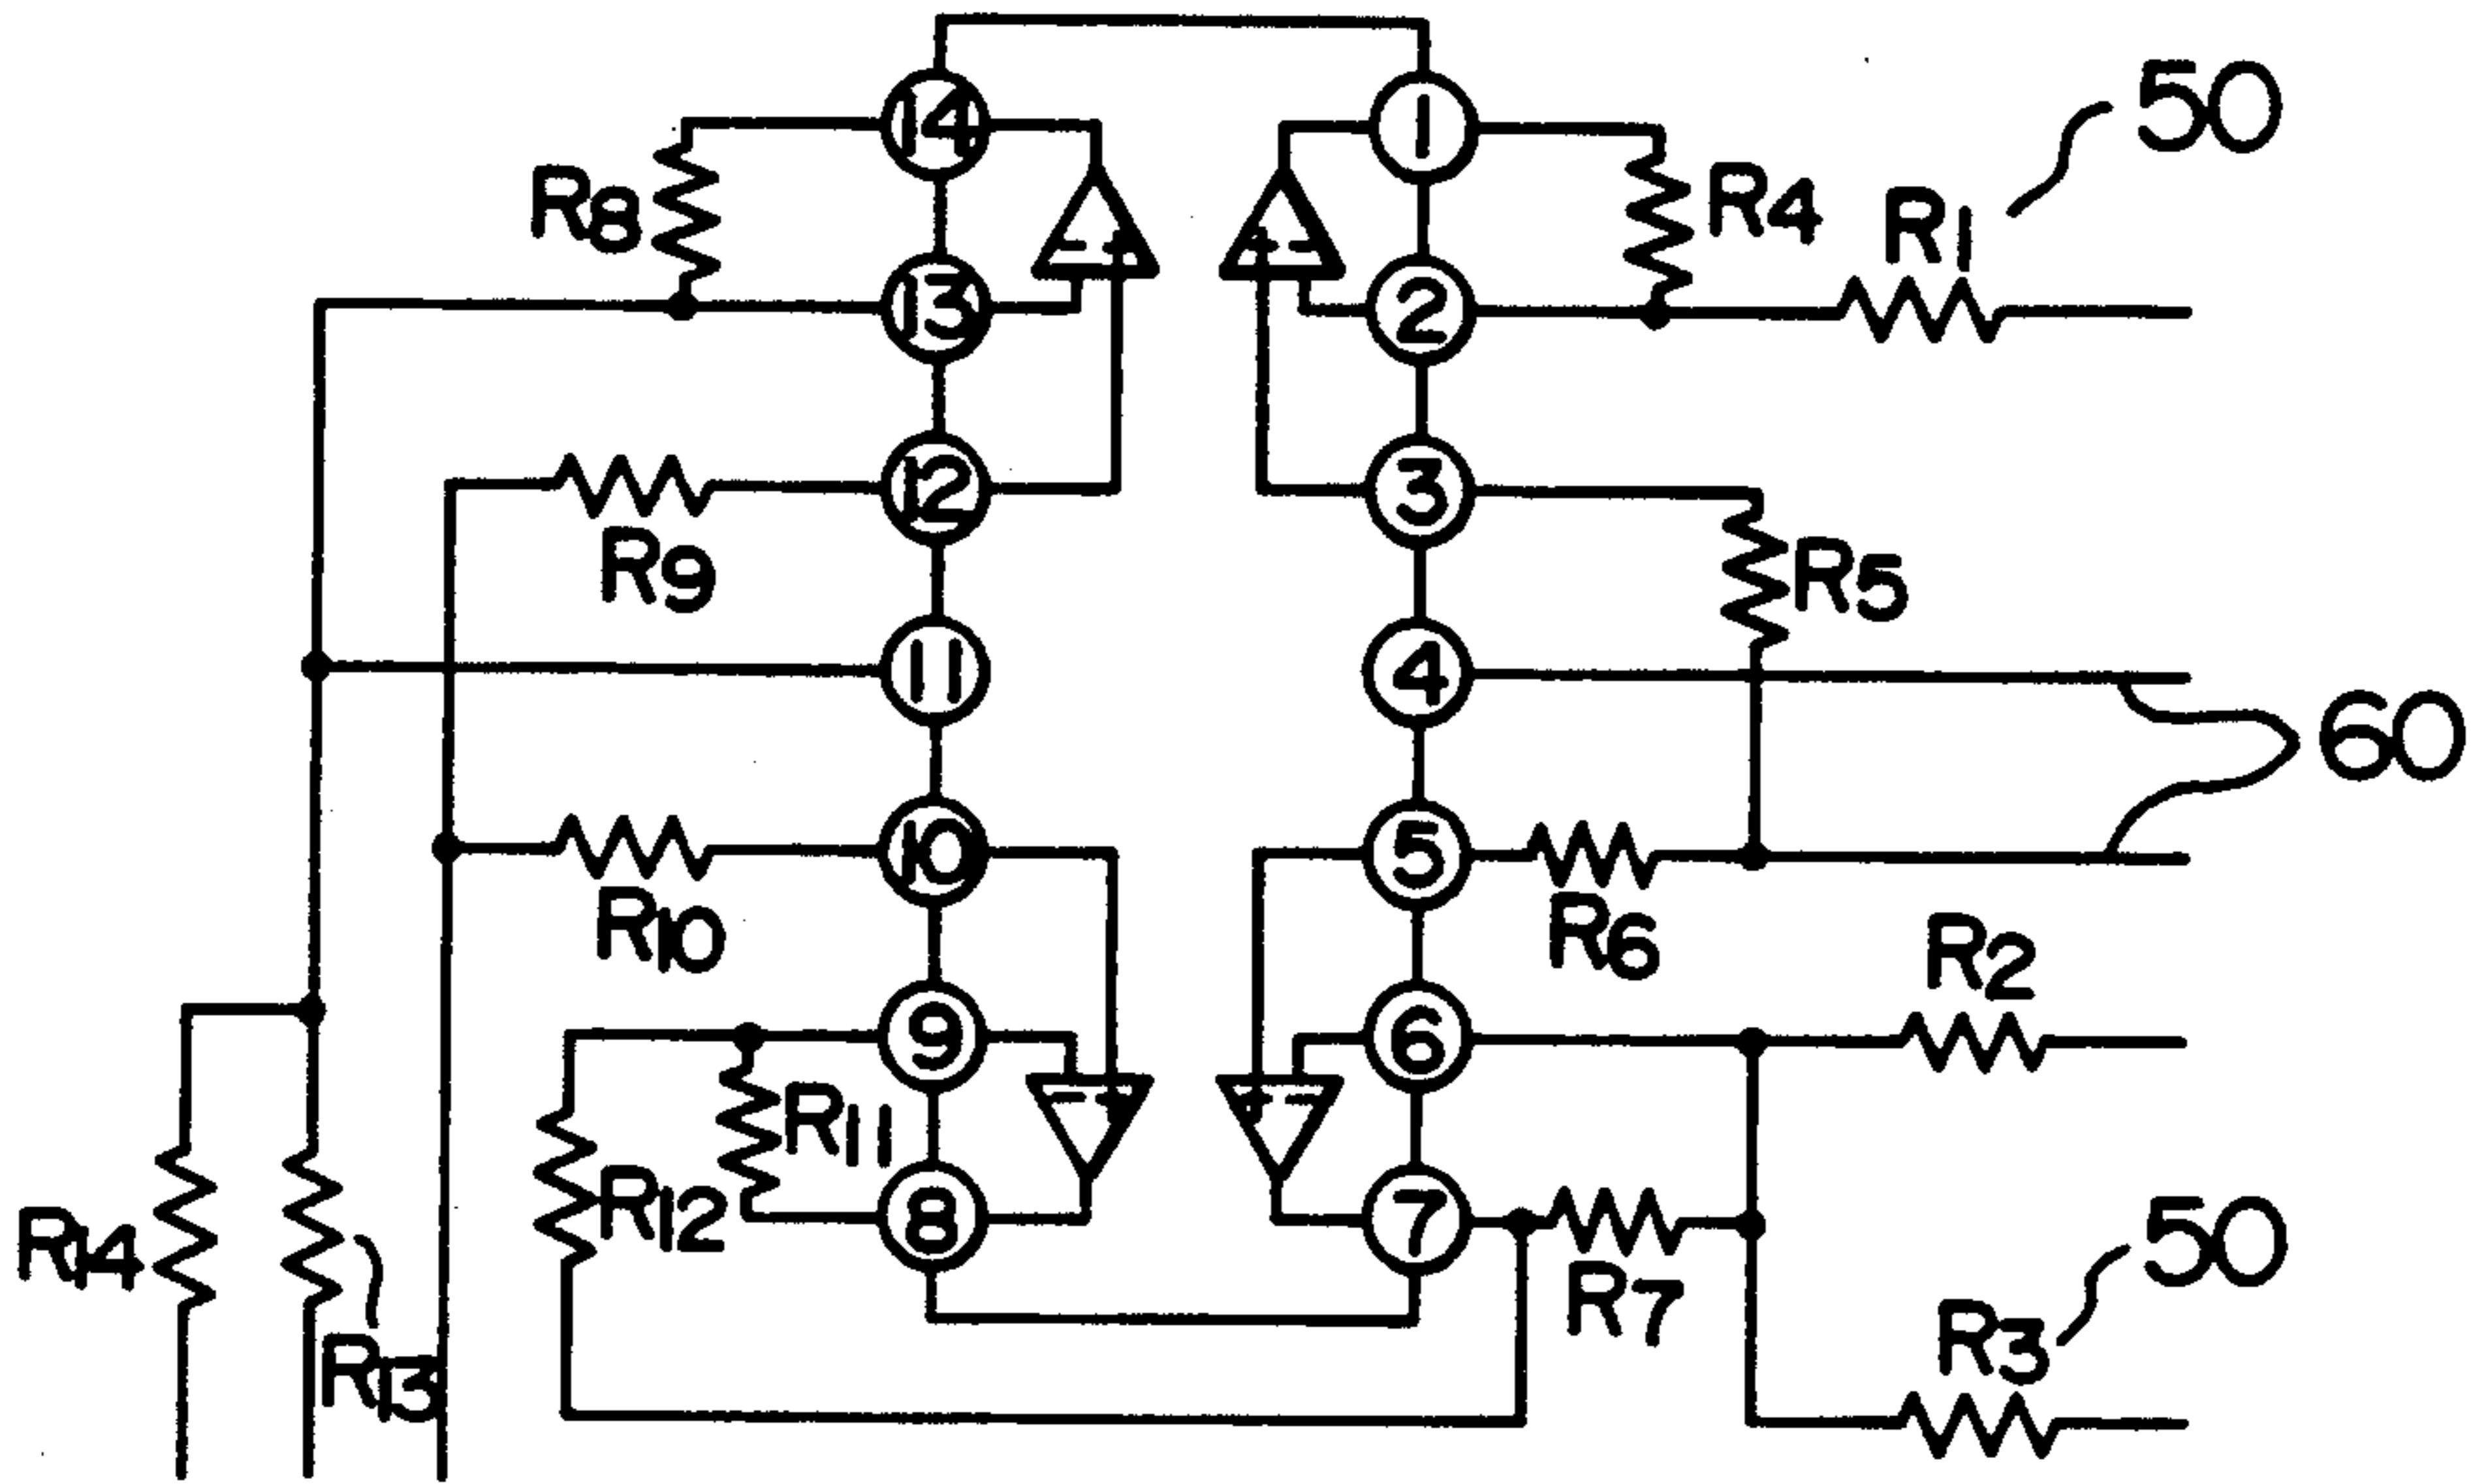 14 1 50
R8 R4 R1
- + + -
13 2
12 3
R9 R5
11 4 60
10 5
R10 R6 R2
9 6
- + + -
R11
R12 8 7 50
R14 R7 R3
R13